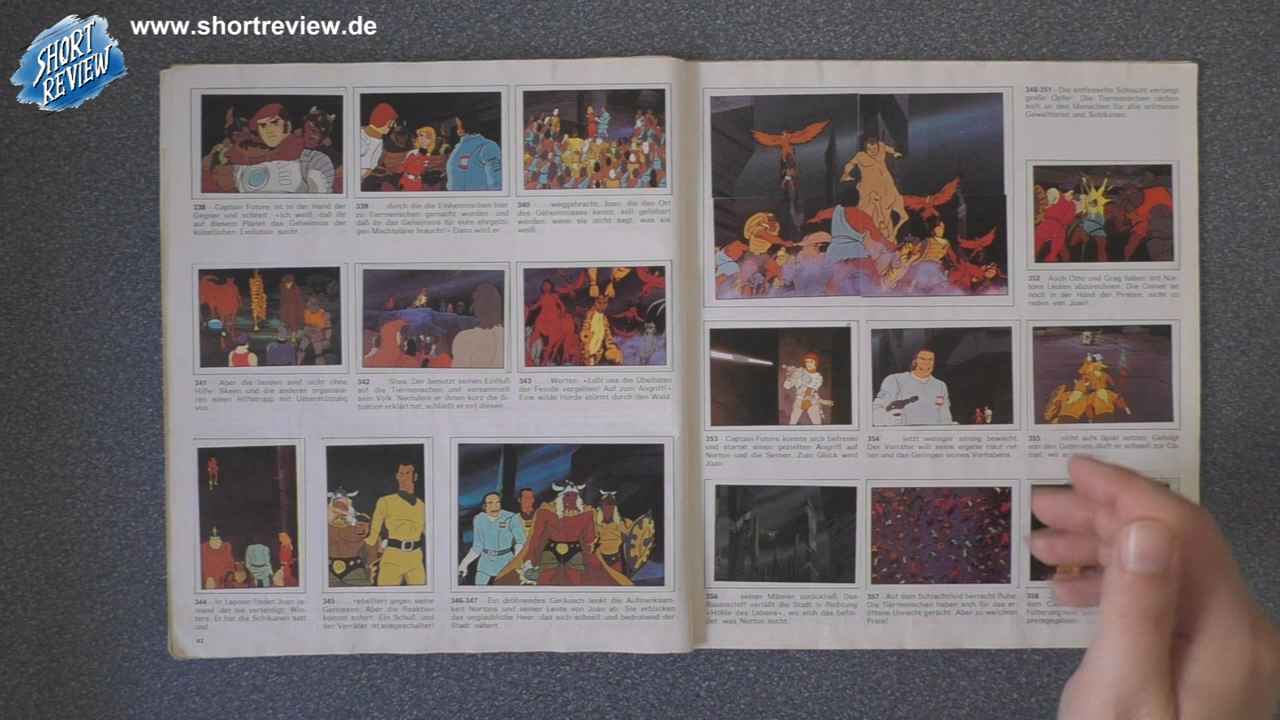 www.shortreview.de
SHORT
REVIEW
338 - Captain Future ist in der Hand der
Gegner und schreit: »Ich weiß, daß ihr
auf diesem Planet das Geheimnis der
künstlichen Evolution sucht...
339 - ... durch die die Einheimischen hier
zu Tiermenschen gemacht wurden, und
daß ihr das Geheimnis für eure ehrgeizi-
gen Machtpläne braucht!« Dann wird er...
340 - ... weggebracht. Joan, die den Ort
des Geheimnisses kennt, soll gefoltert
werden, wenn sie nicht sagt, was sie
weiß.
341 - Aber die beiden sind nicht ohne
Hilfe: Skeen und die anderen organisie-
ren einen Hilfstrupp mit Unterstützung
von...
342 - ... Shea. Der benutzt seinen Einfluß
auf die Tiermenschen und versammelt
sein Volk. Nachdem er ihnen kurz die Si-
tuation erklärt hat, schließt er mit diesen...
343 - ... Worten: »Laßt uns die Übeltaten
der Feinde vergelten! Auf zum Angriff!«
Eine wilde Horde stürmt durch den Wald.
344 - In Lapoon findet Joan je-
mand, der sie verteidigt: Win-
ters. Er hat die Schikanen satt
und...
345 - ... rebelliert gegen seine
Genossen. Aber die Reaktion
kommt sofort: Ein Schuß, und
der Verräter ist ausgeschaltet!
346-347 - Ein dröhnendes Geräusch lenkt die Aufmerksam-
keit Nortons und seiner Leute von Joan ab: Sie erblicken
das unglaubliche Heer, das sich schnell und bedrohend der
Stadt nähert.
42
348-351 - Die entfesselte Schlacht verlangt
große Opfer: Die Tiermenschen rächen
sich an den Menschen für alle erlittenen
Gewalttaten und Schikanen.
352 - Auch Otto und Grag haben mit Nor-
tons Leuten abzurechnen. Die Comet ist
noch in der Hand der Piraten, nicht zu
reden von Joan!
353 - Captain Future konnte sich befreien
und startet einen gezielten Angriff auf
Norton und die Seinen. Zum Glück wird
Joan...
354 - ... jetzt weniger streng bewacht.
Der Verräter will seine eigene Haut ret-
ten und das Gelingen seines Vorhabens...
355 - ... nicht aufs Spiel setzen. Gefolgt
von den Getreuen läuft er schnell zur Co-
met, wo er
356 - ... seiner Männer zurückließ. Das
Raumschiff verläßt die Stadt in Richtung
»Höhle des Lebens«, wo sich das befin-
det, was Norton sucht.
357 - Auf dem Schlachtfeld herrscht Ruhe.
Die Tiermenschen haben sich für das er-
littene Unrecht gerächt. Aber zu welchem
Preis!
358
dem Cap
Folterung
preisgegeben